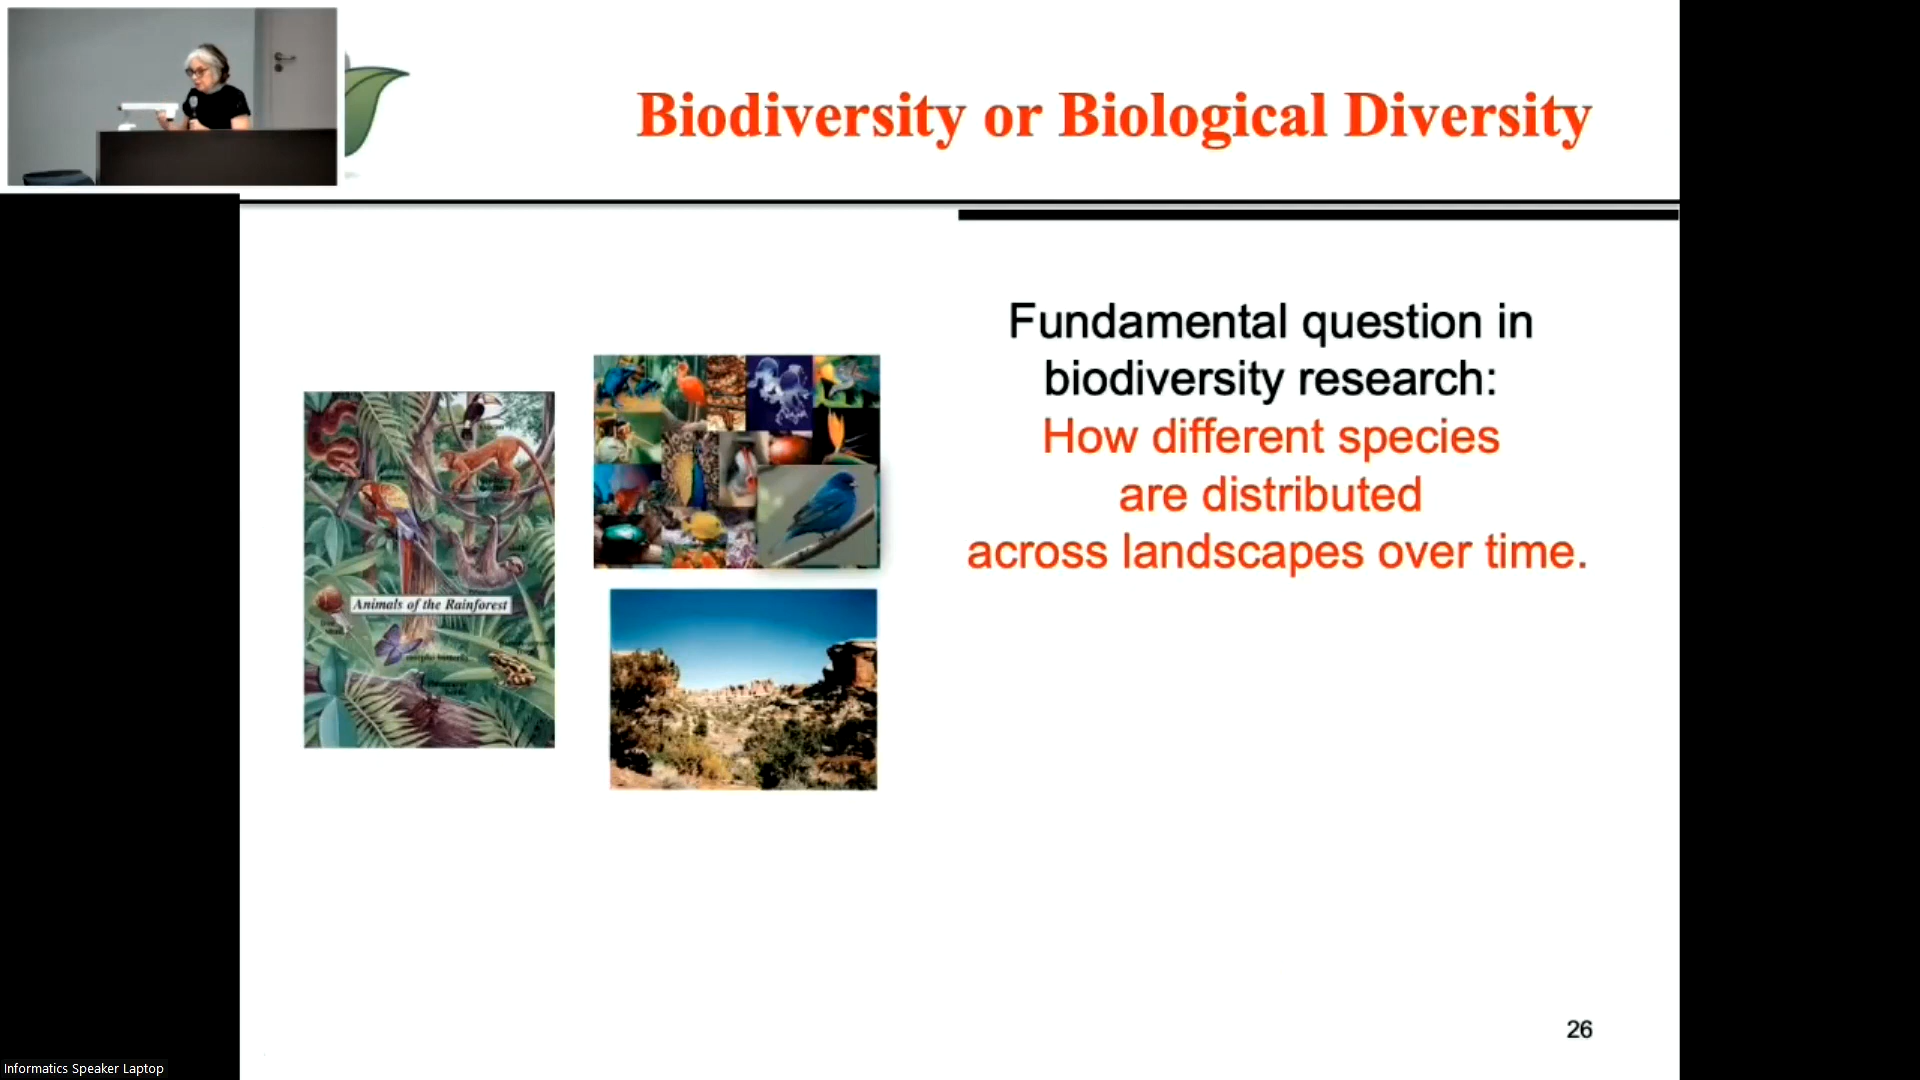 Biodiversity or Biological Diversity
Fundamental question in
biodiversity research:
How different species
are distributed
across landscapes over time.
Animals of the Rainforest
26
Informatics Speaker Laptop